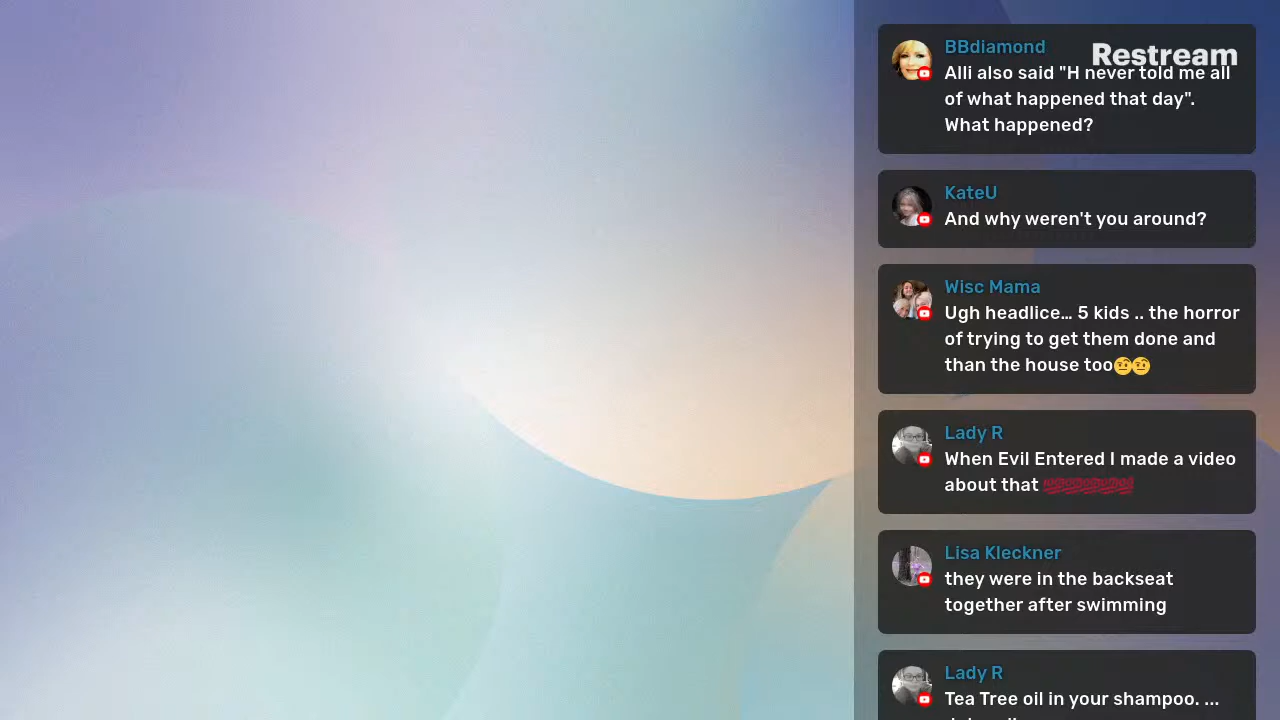 BBdiamond
Restream
Alli also said "H never told me all
of what happened that day".
What happened?
KateU
And why weren't you around?
Wisc Mama
Ugh headlice... 5 kids .. the horror
of trying to get them done and
than the house too🤨🤨
Lady R
When Evil Entered I made a video
about that 💯💯💯💯💯
Lisa Kleckner
they were in the backseat
together after swimming
Lady R
Tea Tree oil in your shampoo. ...